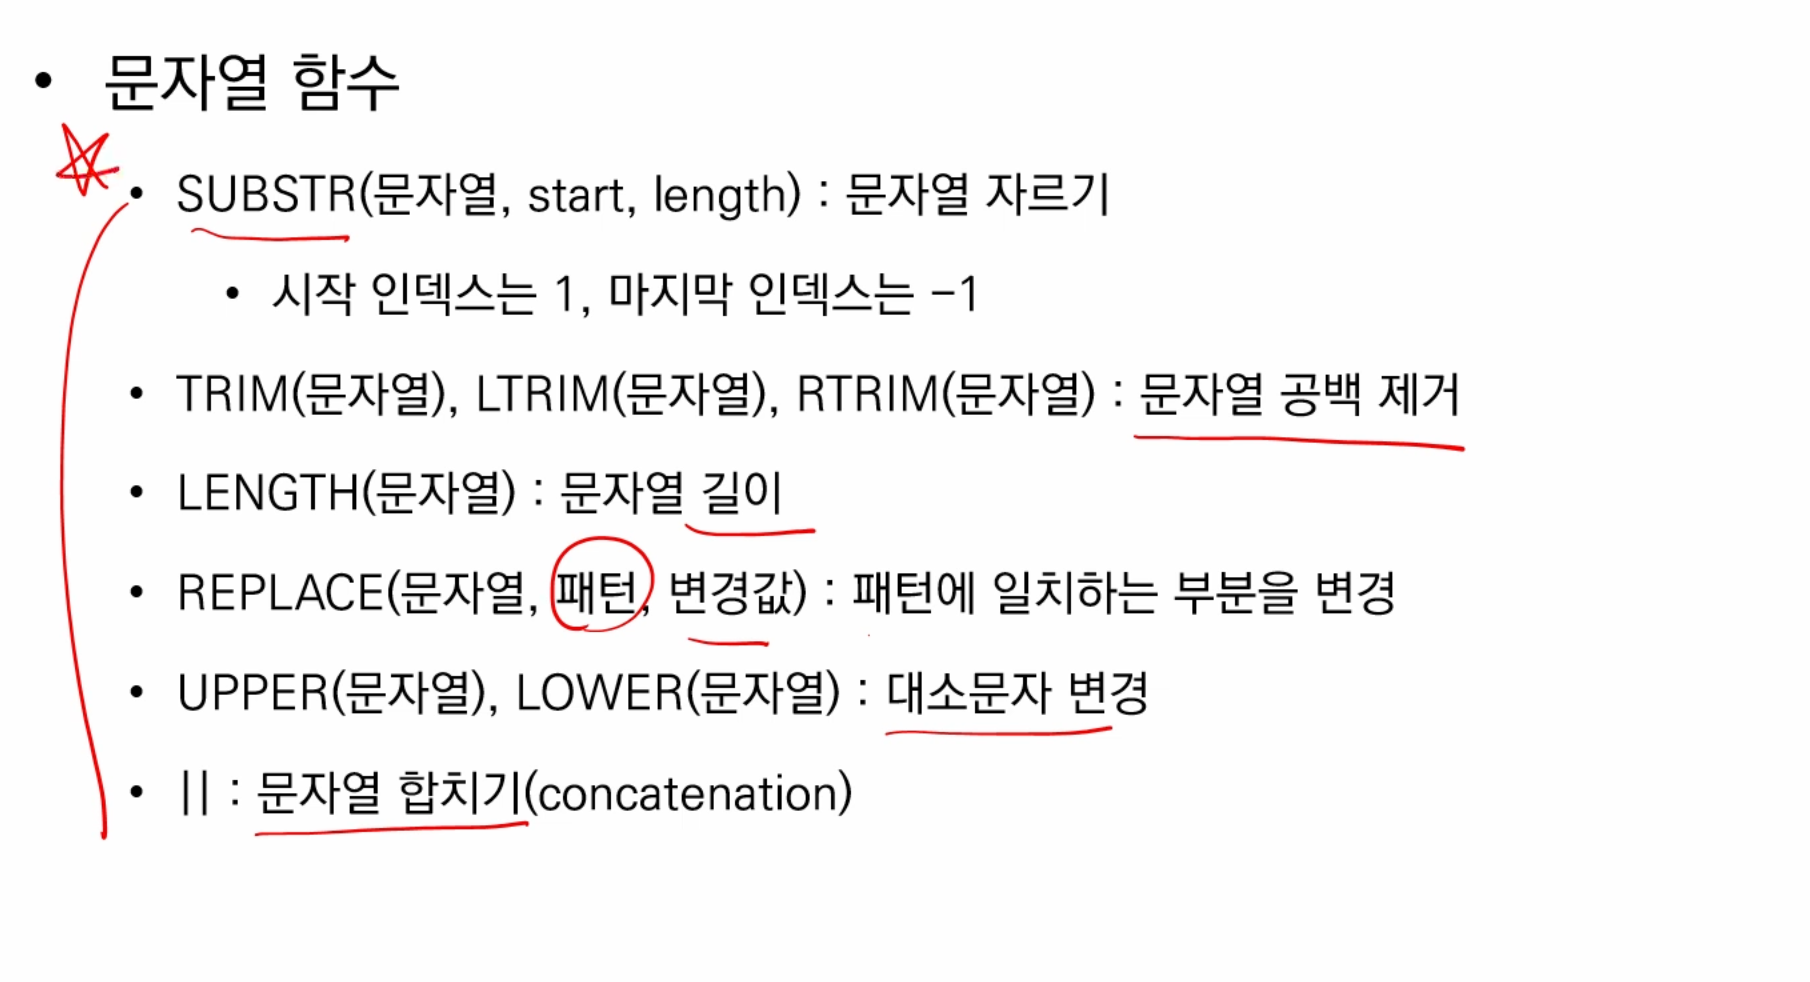 • 문자열 함수
• SUBSTR(문자열, start, length) : 문자열 자르기
• 시작 인덱스는 1, 마지막 인덱스는 -1
• TRIM(문자열), LTRIM(문자열), RTRIM(문자열) : 문자열 공백 제거
• LENGTH(문자열) : 문자열 길이
• REPLACE(문자열, 패턴, 변경값) : 패턴에 일치하는 부분을 변경
• UPPER(문자열), LOWER(문자열) : 대소문자 변경
• || : 문자열 합치기(concatenation)